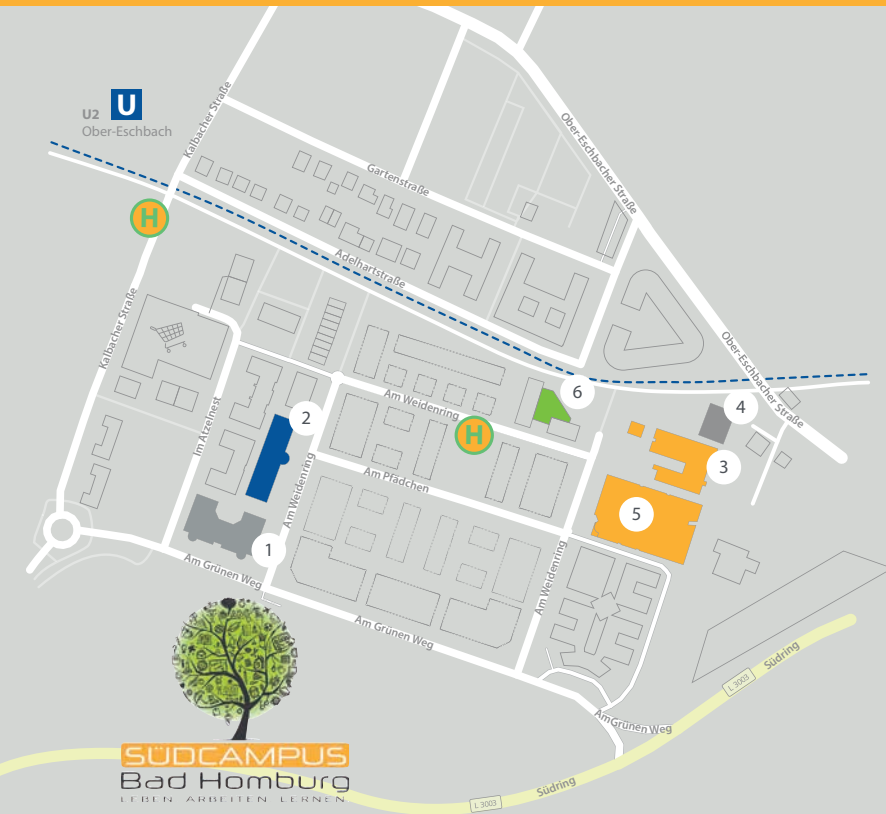 Kalbacher Straße
U2
U
Ober-Eschbach
Ober-Eschbacher Straße
Gartenstraße
H
Adelhartstraße
Kalbacher Straße
Ober-Eschbacher Straße
6
4
Am Weidenring
2
Im Atzelnest
H
3
Am Pfädchen
Am Weidenring
5
1
Am Grünen Weg
Am Weidenring
Am Grünen Weg
Südring
L 3003
AmGrünen Weg
SÜDCAMPUS
Bad Homburg
LEBEN ARBEITEN LERNEN
Südring
L 3003